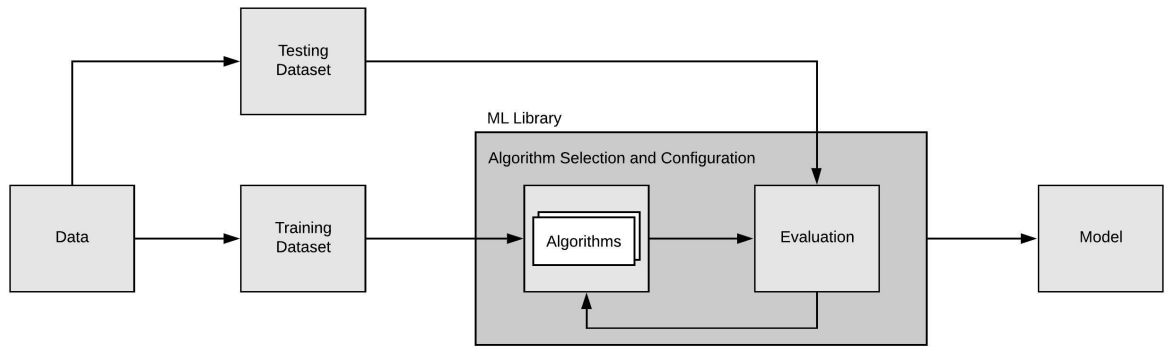 Testing
Dataset
ML Library
Algorithm Selection and Configuration
Data
Training
Dataset
Algorithms
Evaluation
Model